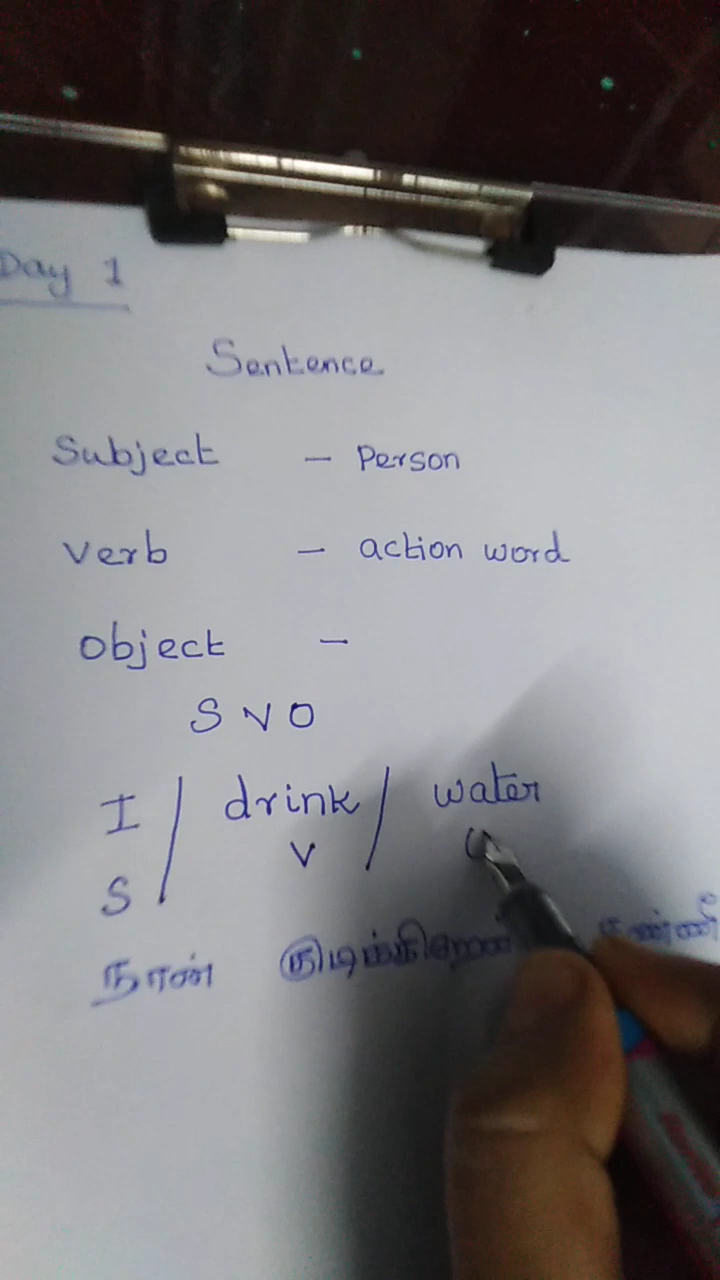 Day 1
Sentence
Subject - Person
Verb - action word
Object -
S V O
I / drink / water
S V
நான் குடிக்கிறேன்